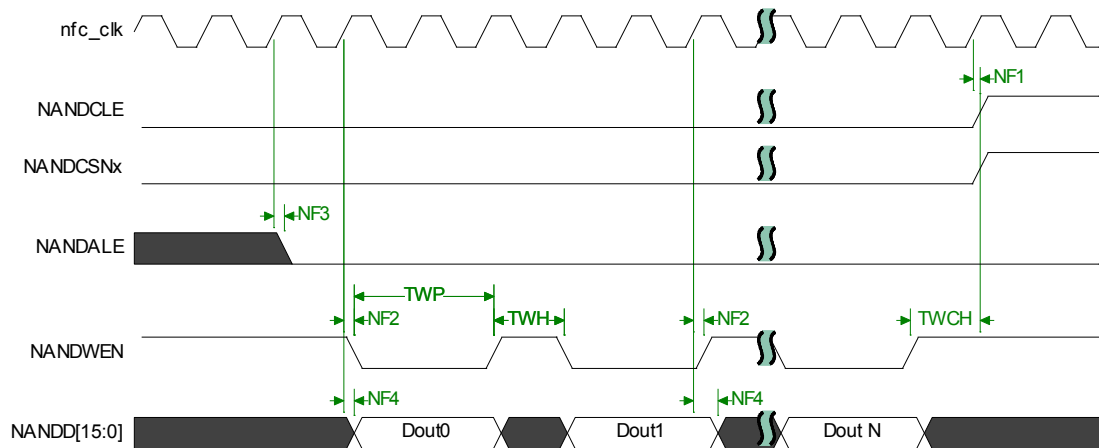 nfc_clk
NF1
NANDCLE
NANDCSNx
NF3
NANDALE
TWP
NF2
TWH
NF2
TWCH
NANDWEN
NF4
NF4
NANDD[15:0]
Dout0
Dout1
Dout N